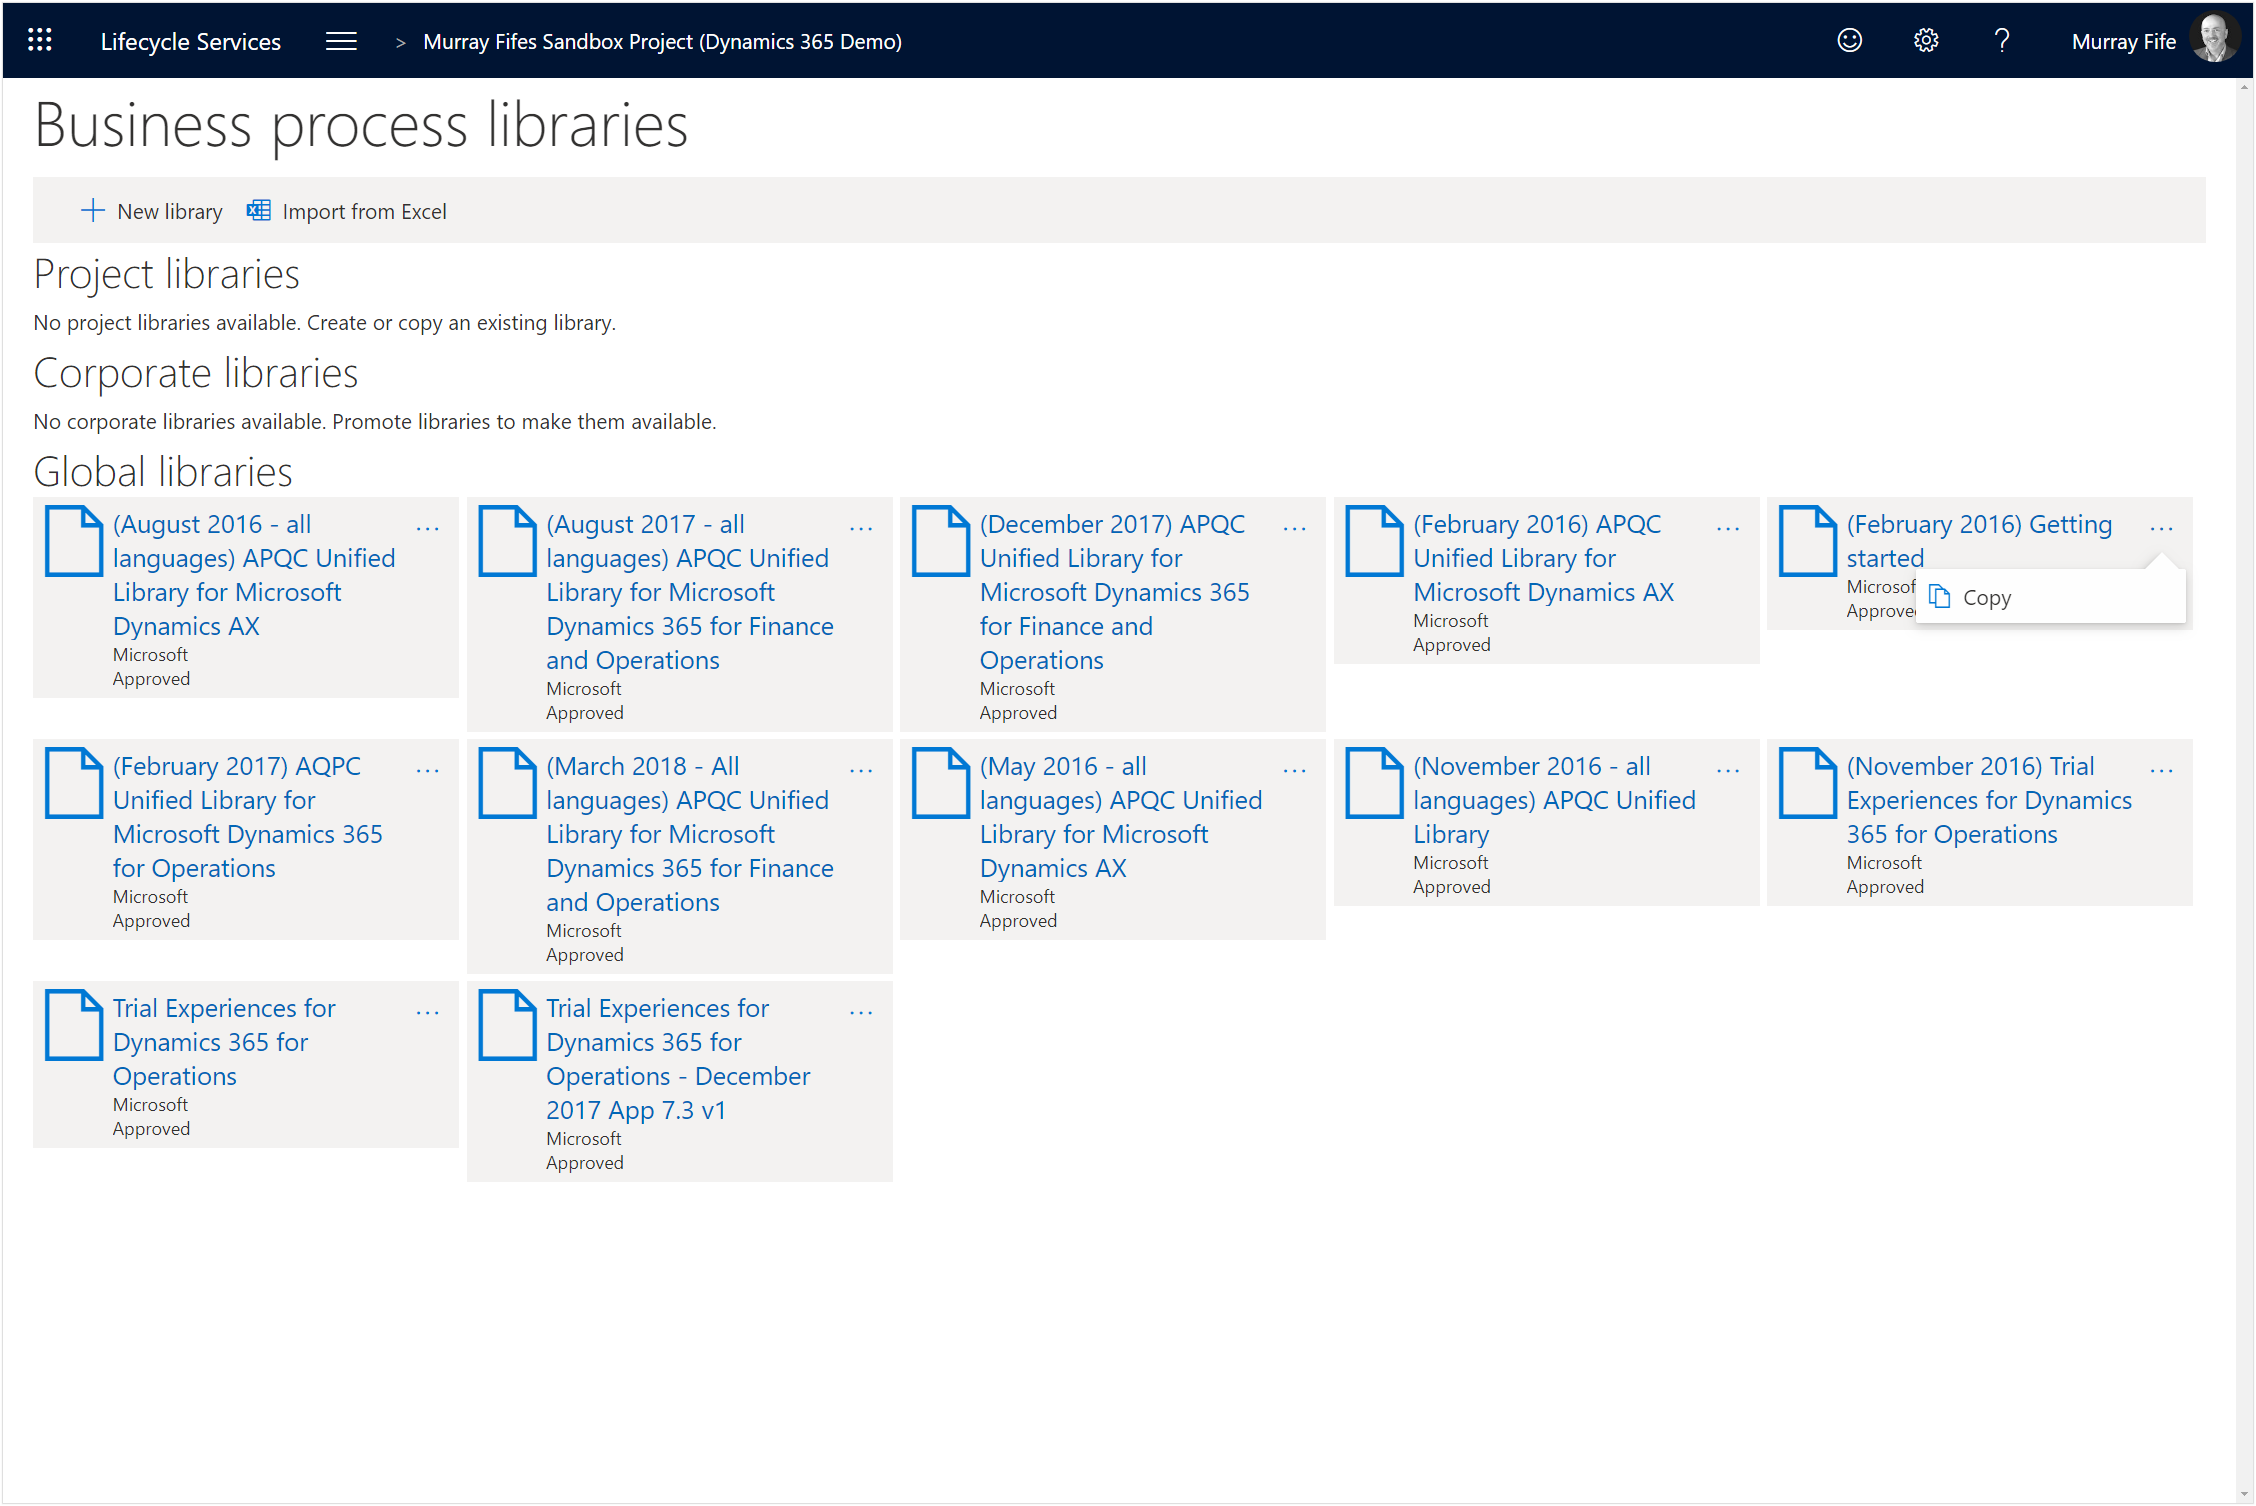 Lifecycle Services > Murray Fifes Sandbox Project (Dynamics 365 Demo) ? Murray Fife
Business process libraries
New library Import from Excel
Project libraries
No project libraries available. Create or copy an existing library.
Corporate libraries
No corporate libraries available. Promote libraries to make them available.
Global libraries
(August 2016 - all
languages) APQC Unified
Library for Microsoft
Dynamics AX
Microsoft
Approved
...
(August 2017 - all
languages) APQC Unified
Library for Microsoft
Dynamics 365 for Finance
and Operations
Microsoft
Approved
...
(December 2017) APQC
Unified Library for
Microsoft Dynamics 365
for Finance and
Operations
Microsoft
Approved
...
(February 2016) APQC
Unified Library for
Microsoft Dynamics AX
Microsoft
Approved
...
(February 2016) Getting
started
...
Copy
(February 2017) AQPC
Unified Library for
Microsoft Dynamics 365
for Operations
Microsoft
Approved
...
(March 2018 - All
languages) APQC Unified
Library for Microsoft
Dynamics 365 for Finance
and Operations
Microsoft
Approved
...
(May 2016 - all
languages) APQC Unified
Library for Microsoft
Dynamics AX
Microsoft
Approved
...
(November 2016 - all
languages) APQC Unified
Library
Microsoft
Approved
...
(November 2016) Trial
Experiences for Dynamics
365 for Operations
Microsoft
Approved
...
Trial Experiences for
Dynamics 365 for
Operations
Microsoft
Approved
...
Trial Experiences for
Dynamics 365 for
Operations - December
2017 App 7.3 v1
Microsoft
Approved
...